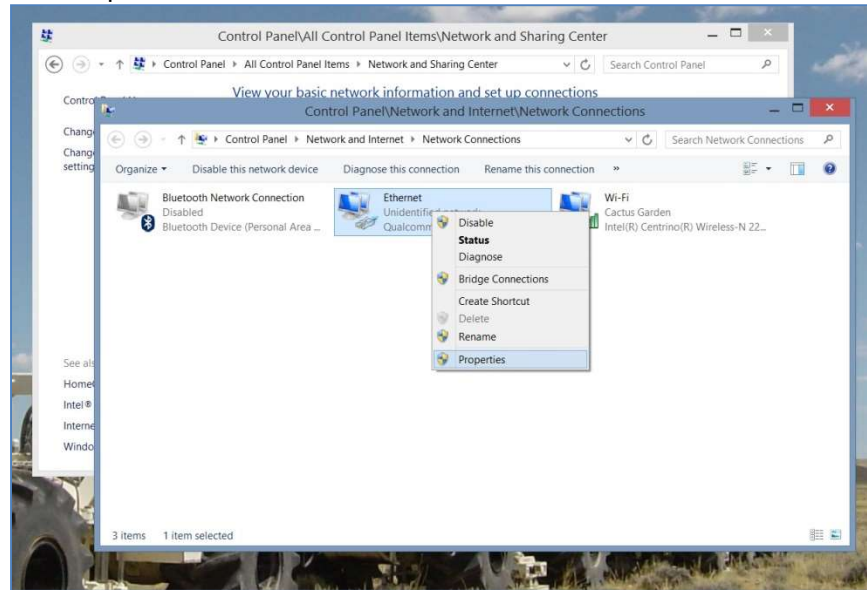 Control Panel\All Control Panel Items\Network and Sharing Center
Control Panel All Control Panel Items Network and Sharing Center Search Control Panel
View your basic network information and set up connections
Control Panel\Network and Internet\Network Connections
Control Panel Network and Internet Network Connections Search Network Connections
Organize Disable this network device Diagnose this connection Rename this connection »
Bluetooth Network Connection
Disabled
Bluetooth Device (Personal Area ...
Ethernet
Unidentified
Wi-Fi
Cactus Garden
Intel(R) Centrino(R) Wireless-N 22...
Disable
Status
Diagnose
Bridge Connections
Create Shortcut
Delete
Rename
Properties
See
Intel®
3 items 1 item selected